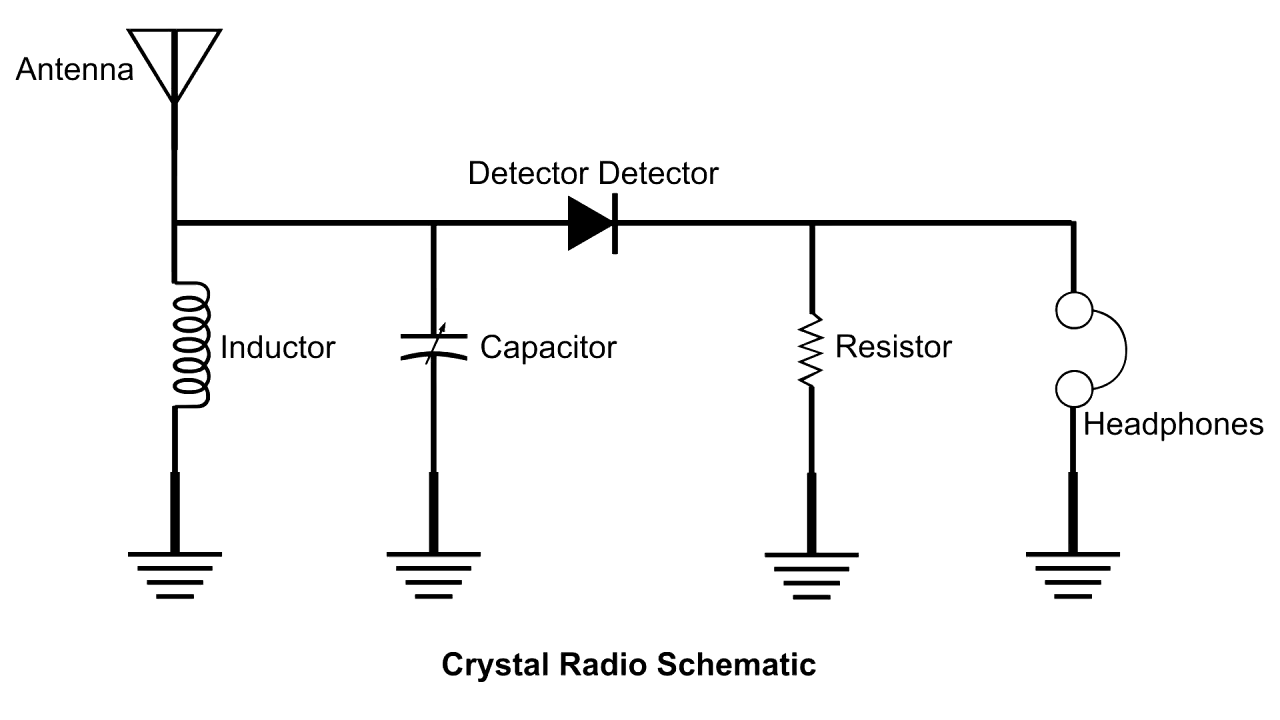 Antenna
Detector Detector
Inductor
Capacitor
Resistor
Headphones
Crystal Radio Schematic